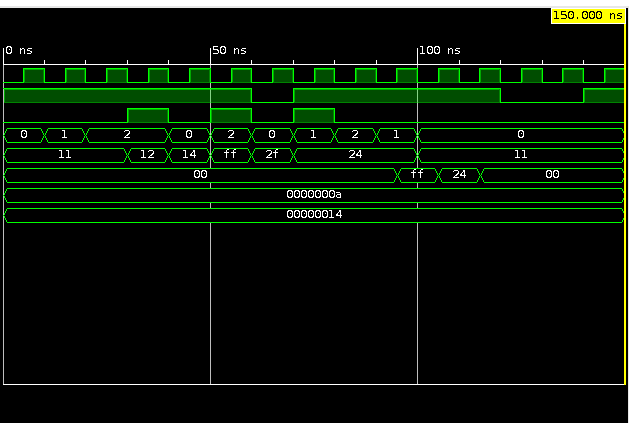 150.000 ns
0 ns 50 ns 100 ns
0 1 2 0 2 0 1 2 1 0
11 12 14 ff 2f 24 11
00 ff 24 00
0000000a
00000014